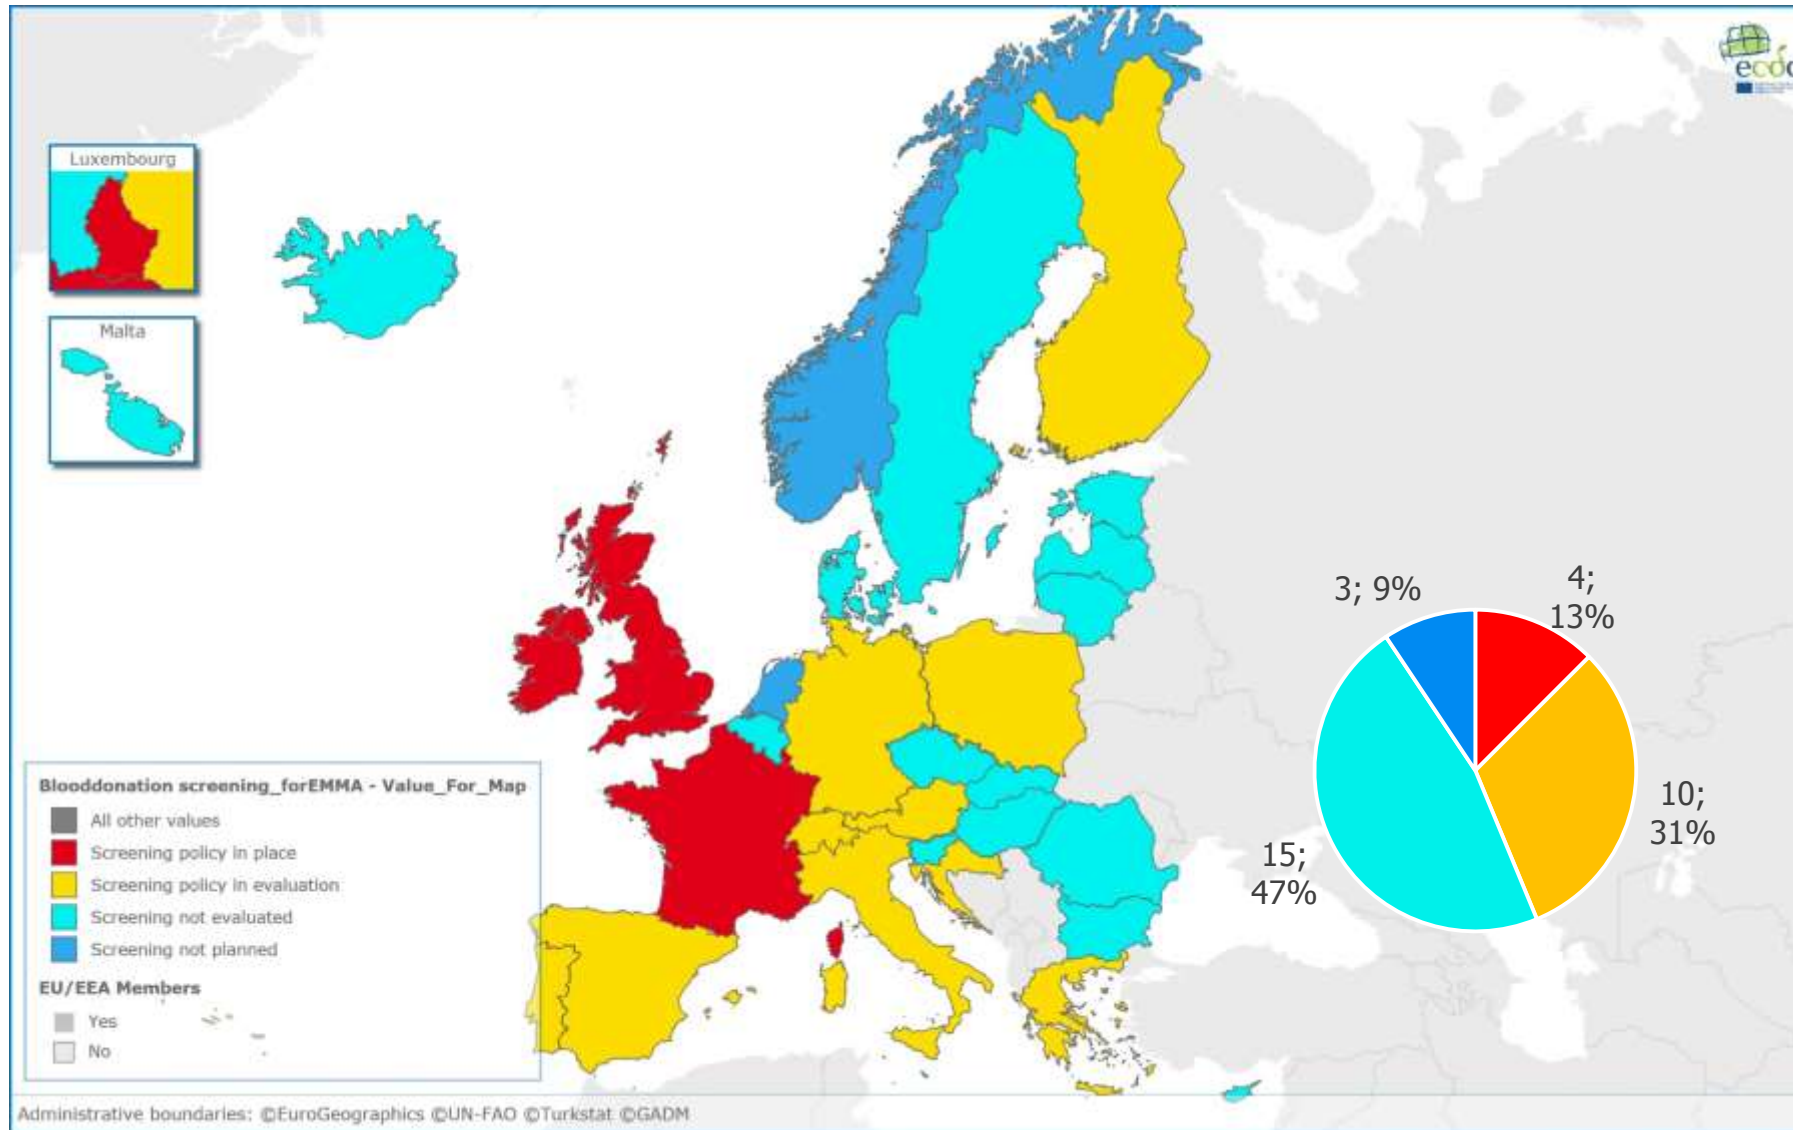 ecdc
Luxembourg
Malta
3; 9%
4;
13%
10;
31%
15;
47%
Blooddonation screening_forEMMA - Value_For_Map
All other values
Screening policy in place
Screening policy in evaluation
Screening not evaluated
Screening not planned
EU/EEA Members
Yes
No
Administrative boundaries: ©EuroGeographics ©UN-FAO ©Turkstat ©GADM